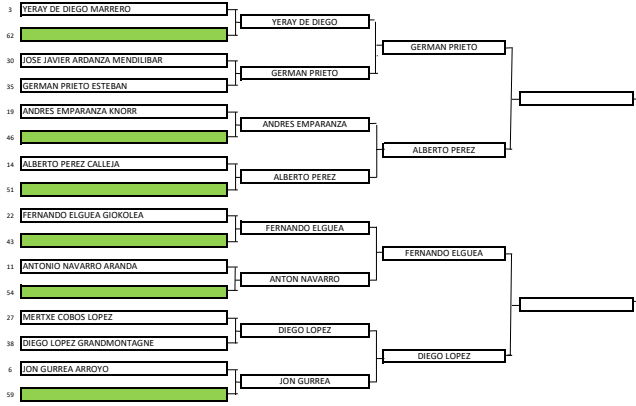 3 YERAY DE DIEGO MARRERO
YERAY DE DIEGO
62
GERMAN PRIETO
30 JOSE JAVIER ARDANZA MENDILIBAR
GERMAN PRIETO
35 GERMAN PRIETO ESTEBAN
19 ANDRES EMPARANZA KNORR
ANDRES EMPARANZA
46
ALBERTO PEREZ
14 ALBERTO PEREZ CALLEJA
ALBERTO PEREZ
51
22 FERNANDO ELGUEA GIOKOLEA
FERNANDO ELGUEA
43
FERNANDO ELGUEA
11 ANTONIO NAVARRO ARANDA
ANTON NAVARRO
54
27 MERTXE COBOS LOPEZ
DIEGO LOPEZ
38 DIEGO LOPEZ GRANDMONTAGNE
DIEGO LOPEZ
6 JON GURREA ARROYO
JON GURREA
59